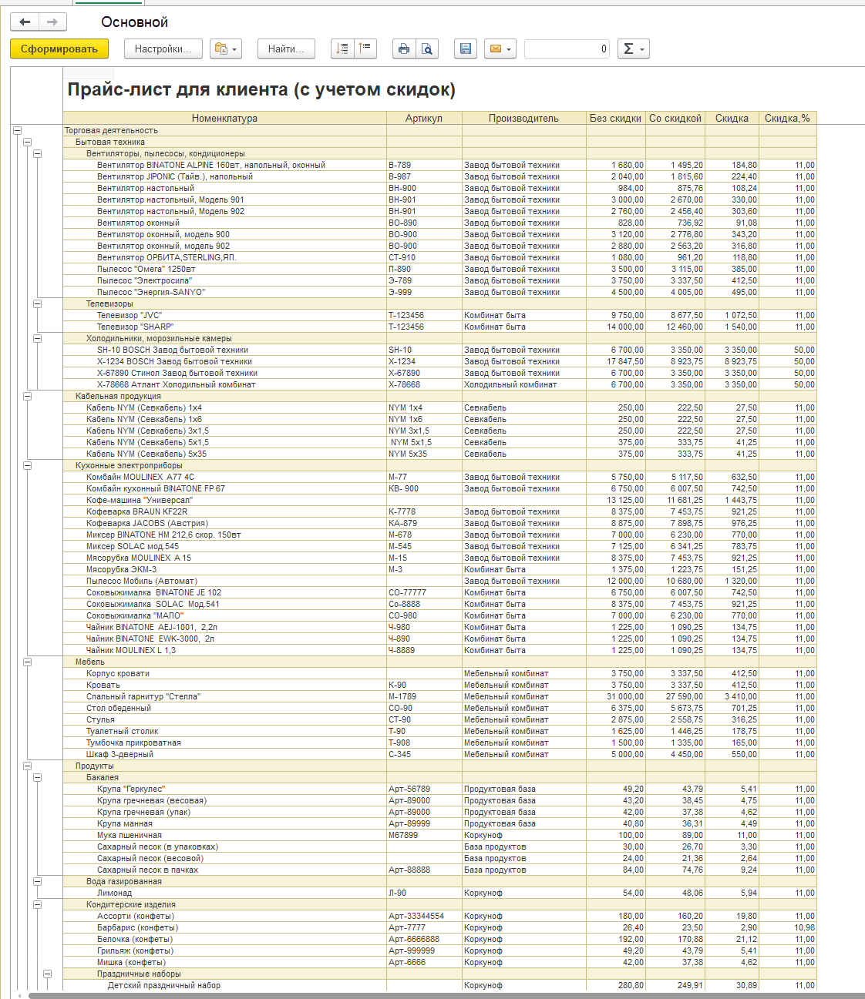 Основной
Сформировать Настройки... Найти... 0 Σ
Прайс-лист для клиента (с учетом скидок)
Номенклатура Артикул Производитель Без скидки Со скидкой Скидка Скидка,%
Торговая деятельность
Бытовая техника
Вентиляторы, пылесосы, кондиционеры
Вентилятор BINATONE ALPINE 160вт, напольный, оконный В-789 Завод бытовой техники 1 680,00 1 495,20 184,80 11,00
Вентилятор JIPONIC (Тайв.), напольный В-987 Завод бытовой техники 2 040,00 1 815,60 224,40 11,00
Вентилятор настольный ВН-900 Завод бытовой техники 984,00 875,76 108,24 11,00
Вентилятор настольный, Модель 901 ВН-901 Завод бытовой техники 3 000,00 2 670,00 330,00 11,00
Вентилятор настольный, Модель 902 ВН-901 Завод бытовой техники 2 760,00 2 456,40 303,60 11,00
Вентилятор оконный ВО-890 Завод бытовой техники 828,00 736,92 91,08 11,00
Вентилятор оконный, модель 900 ВО-900 Завод бытовой техники 3 120,00 2 776,80 343,20 11,00
Вентилятор оконный, модель 902 ВО-900 Завод бытовой техники 2 880,00 2 563,20 316,80 11,00
Вентилятор ОРБИТА,STERLING,ЯП. СТ-910 Завод бытовой техники 1 080,00 961,20 118,80 11,00
Пылесос "Омега" 1250вт П-890 Завод бытовой техники 3 500,00 3 115,00 385,00 11,00
Пылесос "Электросила" Э-789 Завод бытовой техники 3 750,00 3 337,50 412,50 11,00
Пылесос "Энергия-SANYO" Э-999 Завод бытовой техники 4 500,00 4 005,00 495,00 11,00
Телевизоры
Телевизор "JVC" Т-123456 Комбинат быта 9 750,00 8 677,50 1 072,50 11,00
Телевизор "SHARP" Т-123456 Комбинат быта 14 000,00 12 460,00 1 540,00 11,00
Холодильники, морозильные камеры
SH-10 BOSCH Завод бытовой техники SH-10 Завод бытовой техники 6 700,00 3 350,00 3 350,00 50,00
Х-1234 BOSCH Завод бытовой техники Х-1234 Завод бытовой техники 17 847,50 8 923,75 8 923,75 50,00
Х-67890 Стинол Завод бытовой техники Х-67890 Завод бытовой техники 6 700,00 3 350,00 3 350,00 50,00
Х-78668 Атлант Холодильный комбинат Х-78668 Холодильный комбинат 6 700,00 3 350,00 3 350,00 50,00
Кабельная продукция
Кабель NYM (Севкабель) 1x4 NYM 1x4 Севкабель 250,00 222,50 27,50 11,00
Кабель NYM (Севкабель) 1x6 NYM 1x6 Севкабель 250,00 222,50 27,50 11,00
Кабель NYM (Севкабель) 3x1,5 NYM 3x1,5 Севкабель 250,00 222,50 27,50 11,00
Кабель NYM (Севкабель) 5x1,5 NYM 5x1,5 Севкабель 375,00 333,75 41,25 11,00
Кабель NYM (Севкабель) 5x35 NYM 5x35 Севкабель 375,00 333,75 41,25 11,00
Кухонные электроприборы
Комбайн MOULINEX A77 4C М-77 Завод бытовой техники 5 750,00 5 117,50 632,50 11,00
Комбайн кухонный BINATONE FP 67 КВ- 900 Завод бытовой техники 6 750,00 6 007,50 742,50 11,00
Кофе-машина "Универсал" 13 125,00 11 681,25 1 443,75 11,00
Кофеварка BRAUN KF22R К-7778 Завод бытовой техники 8 375,00 7 453,75 921,25 11,00
Кофеварка JACOBS (Австрия) КА-879 Завод бытовой техники 8 875,00 7 898,75 976,25 11,00
Миксер BINATONE HM 212,6 скор. 150вт М-678 Завод бытовой техники 7 000,00 6 230,00 770,00 11,00
Миксер SOLAC мод.545 М-545 Завод бытовой техники 7 125,00 6 341,25 783,75 11,00
Мясорубка MOULINEX A 15 М-15 Завод бытовой техники 8 375,00 7 453,75 921,25 11,00
Мясорубка ЭКМ-3 М-3 Комбинат быта 1 375,00 1 223,75 151,25 11,00
Пылесос Мобиль (Автомат) Завод бытовой техники 12 000,00 10 680,00 1 320,00 11,00
Соковыжималка BINATONE JE 102 СО-77777 Комбинат быта 6 750,00 6 007,50 742,50 11,00
Соковыжималка SOLAC Мод.541 Со-8888 Комбинат быта 8 375,00 7 453,75 921,25 11,00
Соковыжималка "МАПО" СО-980 Комбинат быта 7 000,00 6 230,00 770,00 11,00
Чайник BINATONE AEJ-1001, 2,2л Ч-980 Комбинат быта 1 225,00 1 090,25 134,75 11,00
Чайник BINATONE EWK-3000, 2л Ч-890 Комбинат быта 1 225,00 1 090,25 134,75 11,00
Чайник MOULINEX L 1,3 Ч-8889 Комбинат быта 1 225,00 1 090,25 134,75 11,00
Мебель
Корпус кровати Мебельный комбинат 3 750,00 3 337,50 412,50 11,00
Кровать К-90 Мебельный комбинат 3 750,00 3 337,50 412,50 11,00
Спальный гарнитур "Стелла" М-1789 Мебельный комбинат 31 000,00 27 590,00 3 410,00 11,00
Стол обеденный СО-90 Мебельный комбинат 6 375,00 5 673,75 701,25 11,00
Стулья СТ-90 Мебельный комбинат 2 875,00 2 558,75 316,25 11,00
Туалетный столик Т-90 Мебельный комбинат 1 625,00 1 446,25 178,75 11,00
Тумбочка прикроватная Т-908 Мебельный комбинат 1 500,00 1 335,00 165,00 11,00
Шкаф 3-дверный С-345 Мебельный комбинат 5 000,00 4 450,00 550,00 11,00
Продукты
Бакалея
Крупа "Геркулес" Арт-56789 Продуктовая база 49,20 43,79 5,41 11,00
Крупа гречневая (весовая) Арт-89000 Продуктовая база 43,20 38,45 4,75 11,00
Крупа гречневая (упак) Арт-89000 Продуктовая база 42,00 37,38 4,62 11,00
Крупа манная Арт-89999 Продуктовая база 40,80 36,31 4,49 11,00
Мука пшеничная М67899 Коркуноф 100,00 89,00 11,00 11,00
Сахарный песок (в упаковках) База продуктов 30,00 26,70 3,30 11,00
Сахарный песок (весовой) База продуктов 24,00 21,36 2,64 11,00
Сахарный песок в пачках Арт-88888 База продуктов 84,00 74,76 9,24 11,00
Вода газированная
Лимонад Л-90 Коркуноф 54,00 48,06 5,94 11,00
Кондитерские изделия
Ассорти (конфеты) Арт-33344554 Коркуноф 180,00 160,20 19,80 11,00
Барбарис (конфеты) Арт-7777 Коркуноф 26,40 23,50 2,90 10,98
Белочка (конфеты) Арт-6666888 Коркуноф 192,00 170,88 21,12 11,00
Грильяж (конфеты) Арт-999999 Коркуноф 49,20 43,79 5,41 11,00
Мишка (конфеты) Арт-6666 Коркуноф 42,00 37,38 4,62 11,00
Праздничные наборы
Детский праздничный набор Коркуноф 280,80 249,91 30,89 11,00